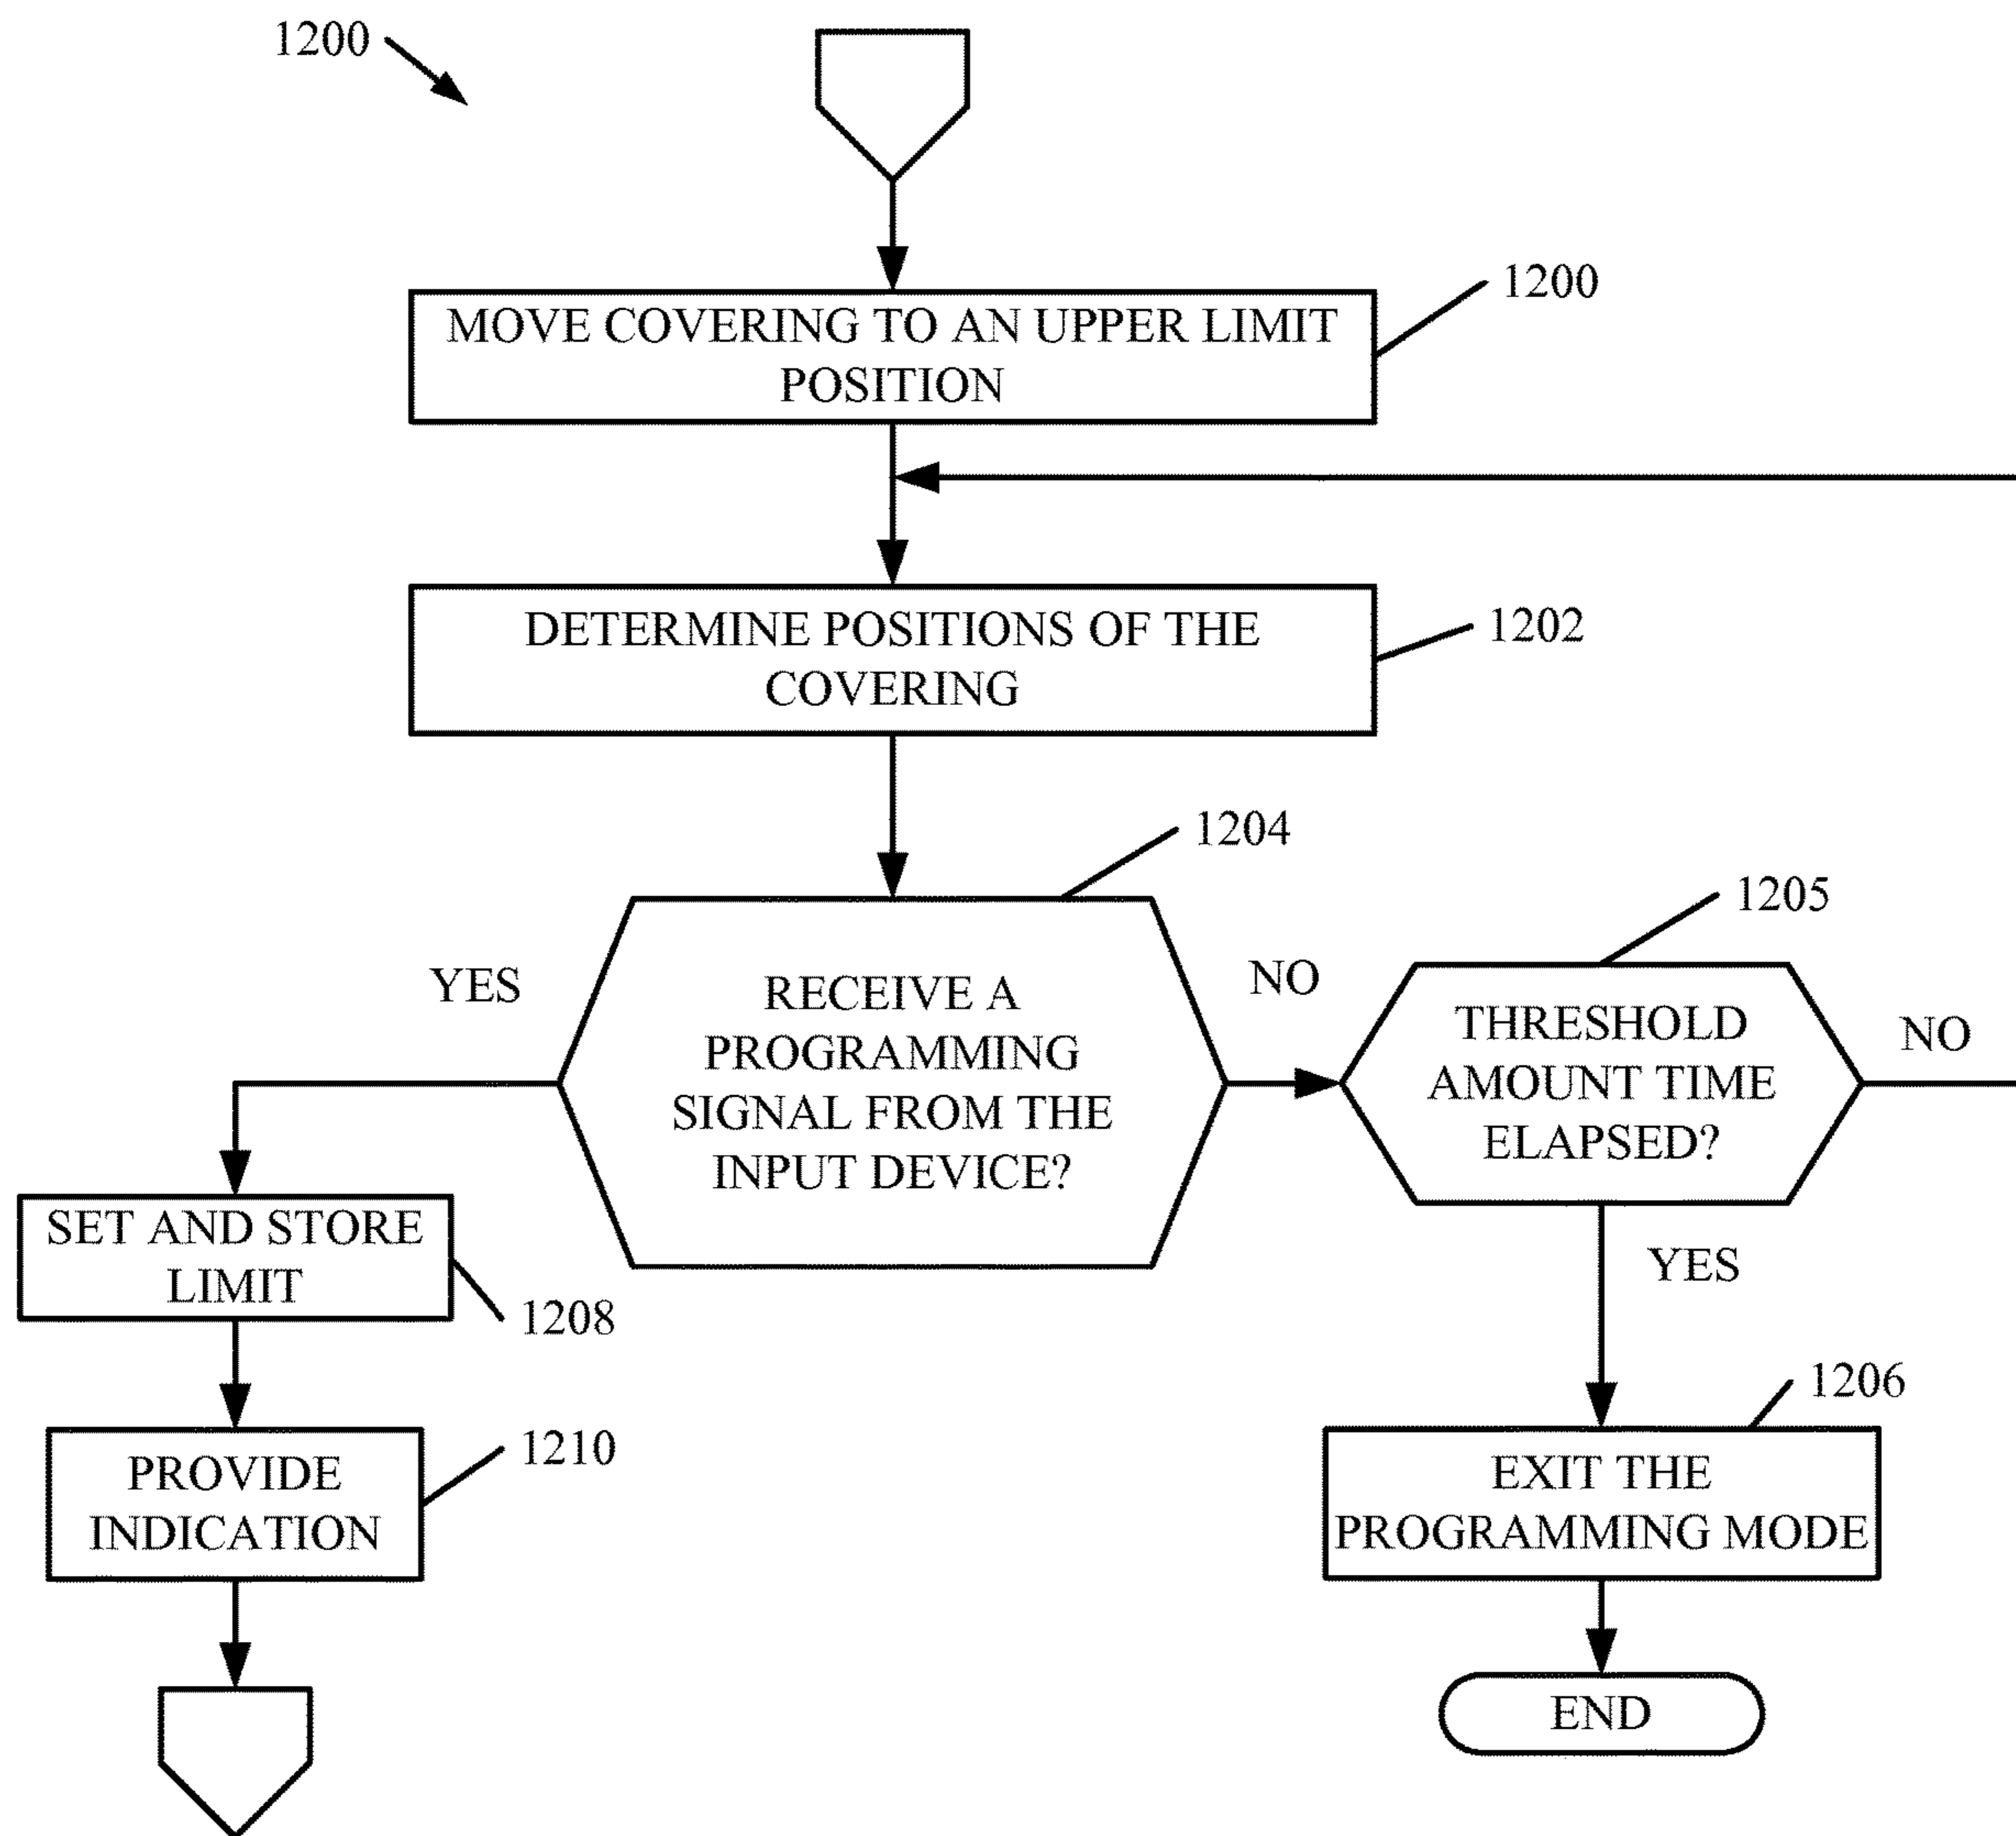 1200
MOVE COVERING TO AN UPPER LIMIT
POSITION
1200
DETERMINE POSITIONS OF THE
COVERING
1202
1204
RECEIVE A
PROGRAMMING
SIGNAL FROM THE
INPUT DEVICE?
YES
NO
1205
THRESHOLD
AMOUNT TIME
ELAPSED?
NO
YES
SET AND STORE
LIMIT
1208
PROVIDE
INDICATION
1210
1206
EXIT THE
PROGRAMMING MODE
END